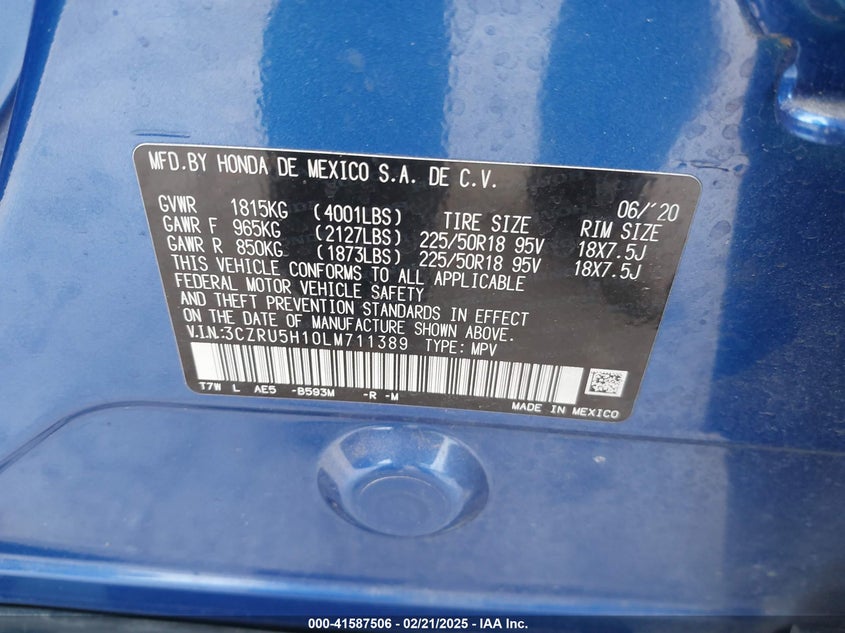 MFD.BY HONDA DE MEXICO S.A. DE C.V.
06/'20
GVWR 1815KG (4001LBS) TIRE SIZE RIM SIZE
GAWR F 965KG (2127LBS) 225/50R18 95V 18X7.5J
GAWR R 850KG (1873LBS) 225/50R18 95V 18X7.5J
THIS VEHICLE CONFORMS TO ALL APPLICABLE
FEDERAL MOTOR VEHICLE SAFETY
AND THEFT PREVENTION STANDARDS IN EFFECT
ON THE DATE OF MANUFACTURE SHOWN ABOVE.
V.I.N:3CZRU5H10LM711389 TYPE: MPV
T7W L AE5 -B593M -R -M
MADE IN MEXICO
000-41587506 - 02/21/2025 - IAA Inc.